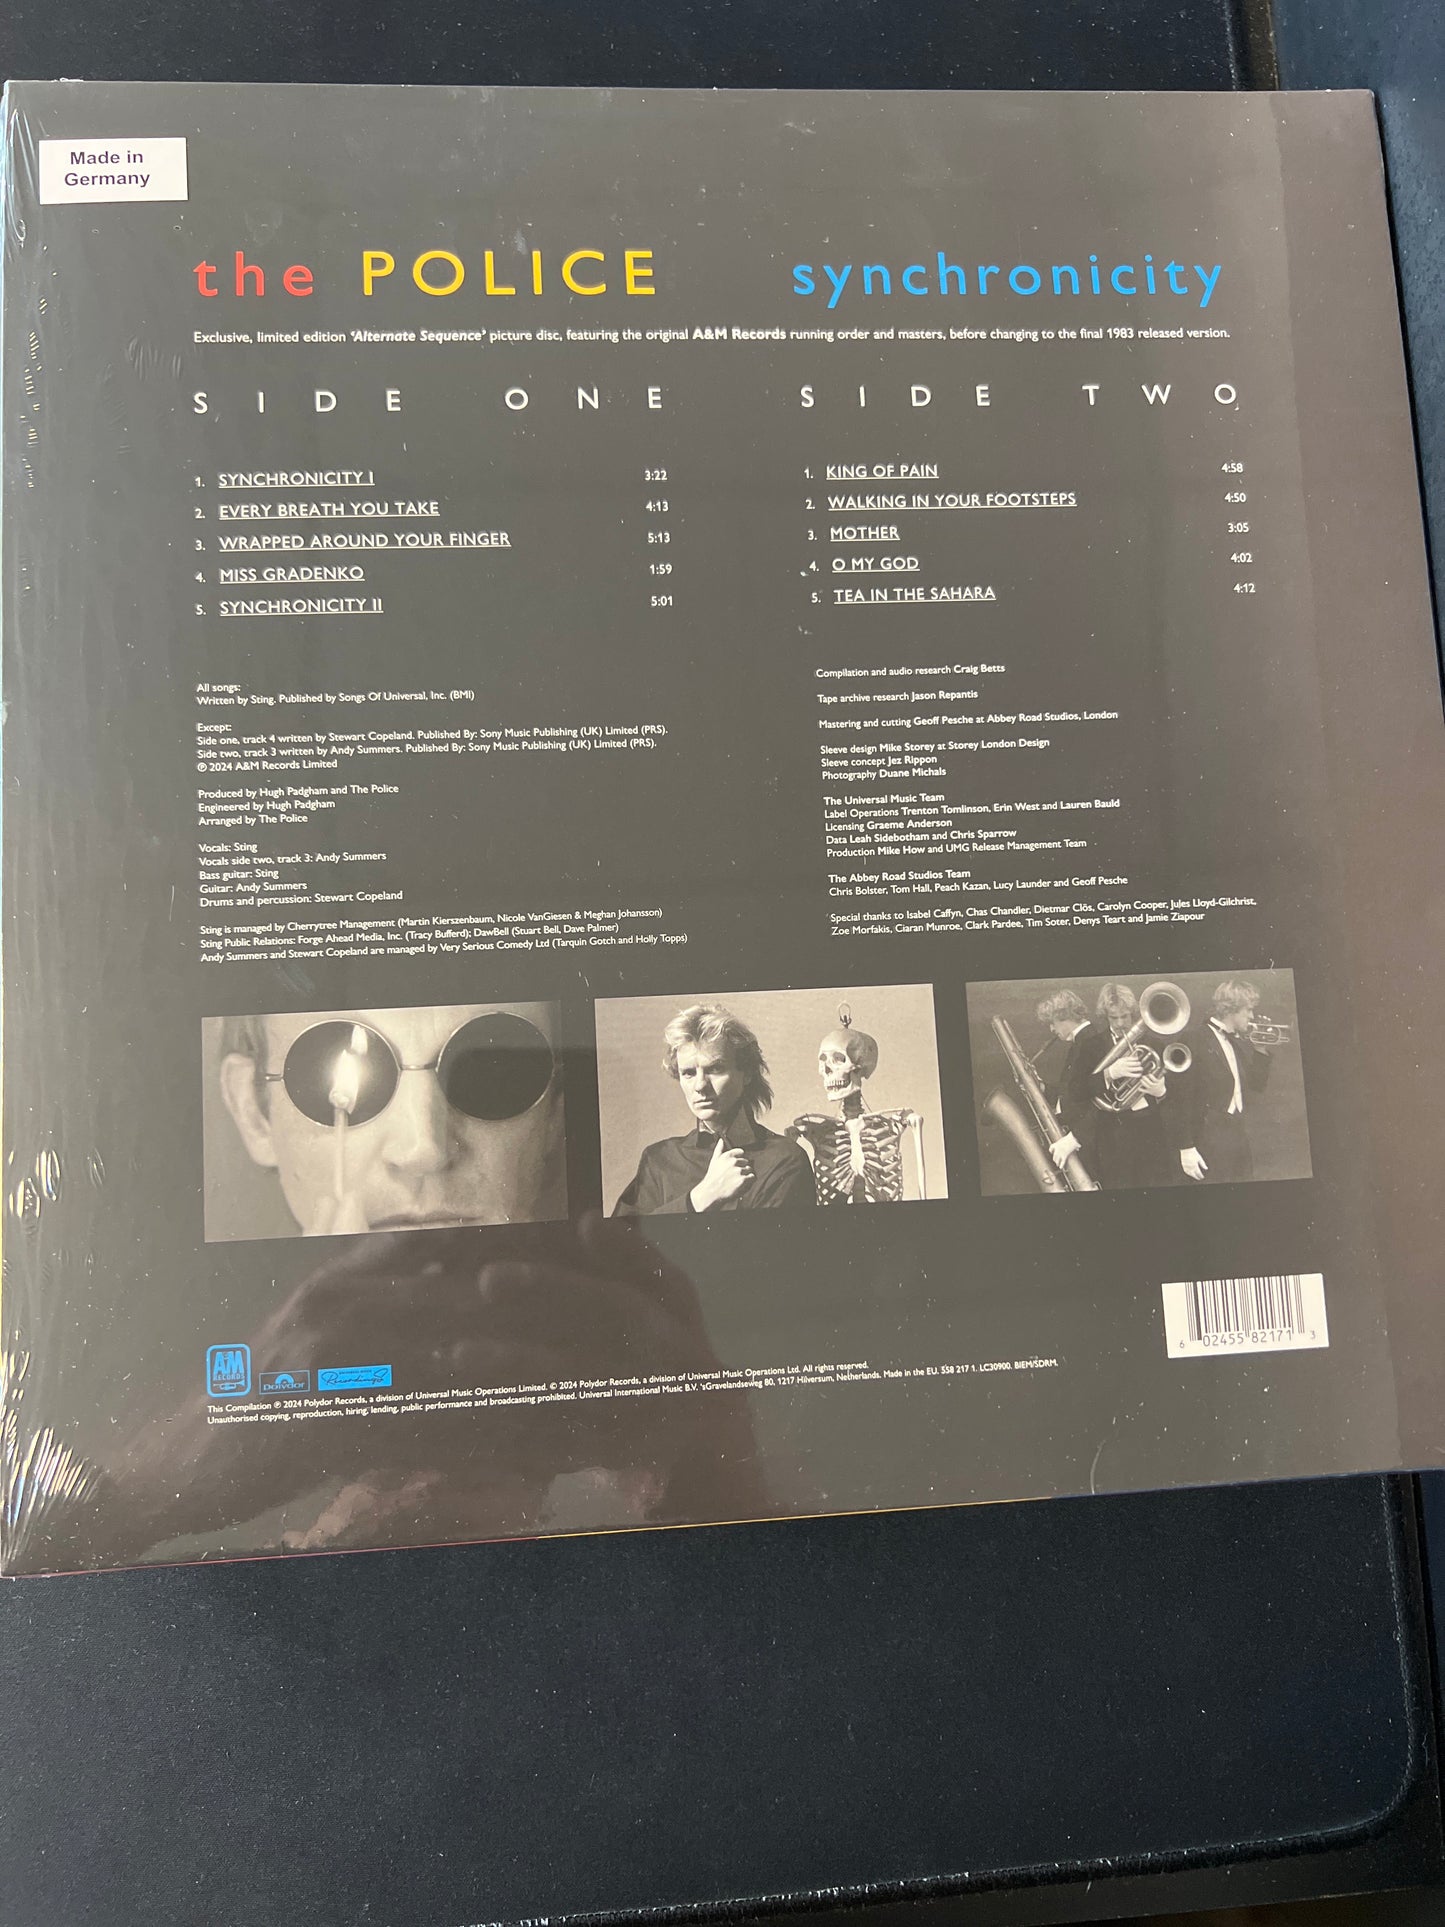 Made in
Germany
the POLICE synchronicity
Exclusive, limited edition ‘Alternate Sequence’ picture disc, featuring the original A&M Records running order and masters, before changing to the final 1983 released version.
SIDE ONE
1. SYNCHRONICITY I 3:22
2. EVERY BREATH YOU TAKE 4:13
3. WRAPPED AROUND YOUR FINGER 5:13
4. MISS GRADENKO 1:59
5. SYNCHRONICITY II 5:01
SIDE TWO
1. KING OF PAIN 4:58
2. WALKING IN YOUR FOOTSTEPS 4:50
3. MOTHER 3:05
4. O MY GOD 4:02
5. TEA IN THE SAHARA 4:12
All songs:
Written by Sting. Published by Songs Of Universal, Inc. (BMI)
Except:
Side one, track 4 written by Stewart Copeland. Published By: Sony Music Publishing (UK) Limited (PRS).
Side two, track 3 written by Andy Summers. Published By: Sony Music Publishing (UK) Limited (PRS).
℗ 2024 A&M Records Limited
Produced by Hugh Padgham and The Police
Engineered by Hugh Padgham
Arranged by The Police
Vocals: Sting
Vocals side two, track 3: Andy Summers
Bass guitar: Sting
Guitar: Andy Summers
Drums and percussion: Stewart Copeland
Sting is managed by Cherrytree Management (Martin Kierszenbaum, Nicole VanGiesen & Meghan Johansson)
Sting Public Relations: Forge Ahead Media, Inc. (Tracy Bufferd); DawBell (Stuart Bell, Dave Palmer)
Andy Summers and Stewart Copeland are managed by Very Serious Comedy Ltd (Tarquin Gotch and Holly Topps)
Compilation and audio research Craig Betts
Tape archive research Jason Repantis
Mastering and cutting Geoff Pesche at Abbey Road Studios, London
Sleeve design Mike Storey at Storey London Design
Sleeve concept Jez Rippon
Photography Duane Michals
The Universal Music Team
Label Operations Trenton Tomlinson, Erin West and Lauren Bauld
Licensing Graeme Anderson
Data Leah Sidebotham and Chris Sparrow
Production Mike How and UMG Release Management Team
The Abbey Road Studios Team
Chris Bolster, Tom Hall, Peach Kazan, Lucy Launder and Geoff Pesche
Special thanks to Isabel Caffyn, Chas Chandler, Dietmar Clös, Carolyn Cooper, Jules Lloyd-Gilchrist,
Zoe Morfakis, Ciaran Munroe, Clark Pardee, Tim Soter, Denys Teart and Jamie Ziapour
6 02455 82171 3
AM
RECORDS
Polydor
Recordings
This Compilation ℗ 2024 Polydor Records, a division of Universal Music Operations Limited. © 2024 Polydor Records, a division of Universal Music Operations Ltd. All rights reserved.
Unauthorised copying, reproduction, hiring, lending, public performance and broadcasting prohibited. Universal International Music B.V. 'sGravelandseweg 80, 1217 Hilversum, Netherlands. Made in the EU. 558 217 1. LC30900. BIEM/SDRM.